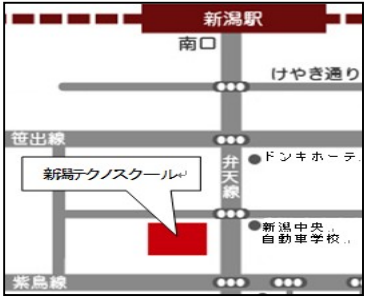 新潟駅
南口
けやき通り
笹出線
弁天線
ドンキホーテ
新潟テクノスクール
新潟中央
自動車学校
紫鳥線